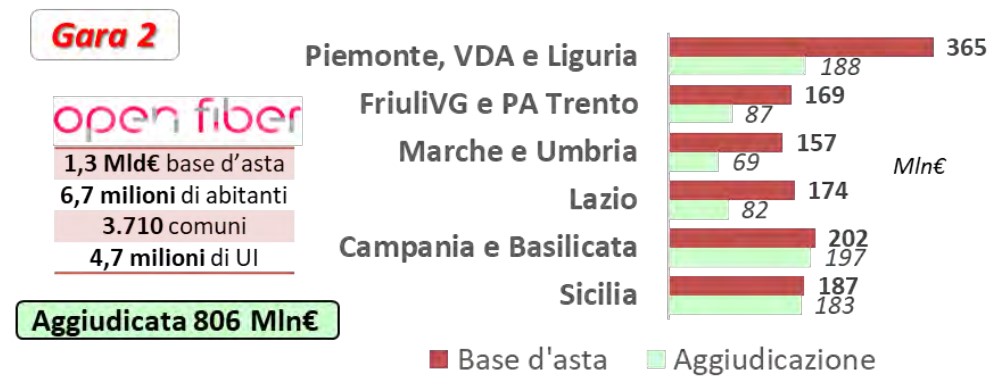 Gara 2
open fiber
1,3 Mld€ base d'asta
6,7 milioni di abitanti
3.710 comuni
4,7 milioni di UI
Aggiudicata 806 Mln€
Piemonte, VDA e Liguria
365
188
FriuliVG e PA Trento
169
87
Marche e Umbria
157
69
Mln€
Lazio
174
82
Campania e Basilicata
202
197
Sicilia
187
183
Base d'asta
Aggiudicazione